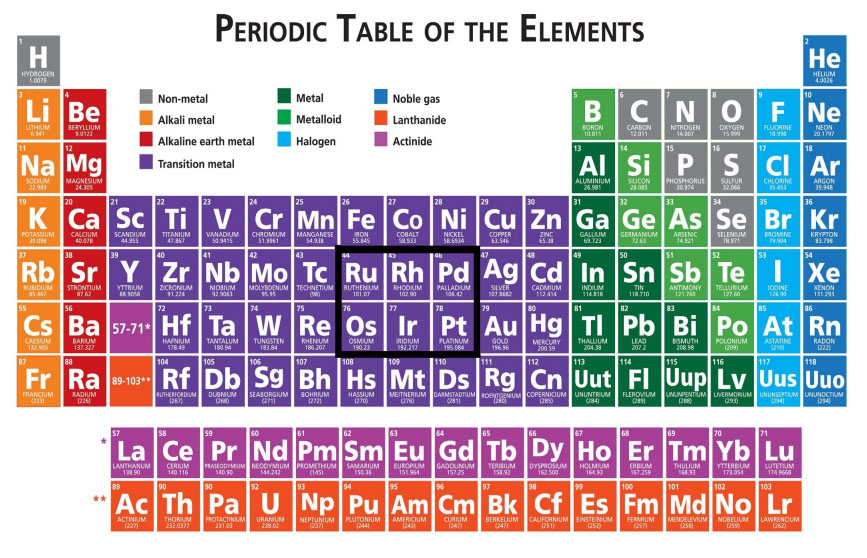 PERIODIC TABLE OF THE ELEMENTS
1 2
H He
HYDROGEN HELIUM
1.0079 4.0026
Non-metal Metal Noble gas
Alkali metal Metalloid Lanthanide
Alkaline earth metal Halogen Actinide
Transition metal
3 4 5 6 7 8 9 10
Li Be B C N O F Ne
LITHIUM BERYLLIUM BORON CARBON NITROGEN OXYGEN FLUORINE NEON
6.941 9.0122 10.811 12.011 14.007 15.999 18.998 20.1797
11 12 13 14 15 16 17 18
Na Mg Al Si P S Cl Ar
SODIUM MAGNESIUM ALUMINIUM SILICON PHOSPHORUS SULFUR CHLORINE ARGON
22.989 24.305 26.981 28.085 30.974 32.066 35.453 39.948
19 20 21 22 23 24 25 26 27 28 29 30 31 32 33 34 35 36
K Ca Sc Ti V Cr Mn Fe Co Ni Cu Zn Ga Ge As Se Br Kr
POTASSIUM CALCIUM SCANDIUM TITANIUM VANADIUM CHROMIUM MANGANESE IRON COBALT NICKEL COPPER ZINC GALLIUM GERMANIUM ARSENIC SELENIUM BROMINE KRYPTON
39.098 40.078 44.955 47.867 50.9415 51.9961 54.938 55.845 58.933 58.6934 63.546 65.38 69.723 72.63 74.921 78.971 79.904 83.798
37 38 39 40 41 42 43 44 45 46 47 48 49 50 51 52 53 54
Rb Sr Y Zr Nb Mo Tc Ru Rh Pd Ag Cd In Sn Sb Te I Xe
RUBIDIUM STRONTIUM YTTRIUM ZICRONIUM NIOBIUM MOLYBDENUM TECHNETIUM RUTHENIUM RHODIUM PALLADIUM SILVER CADMIUM INDIUM TIN ANTIMONY TELLURIUM IODINE XENON
85.467 87.62 88.9058 91.224 92.9063 95.95 (98) 101.07 102.90 106.42 107.8682 112.414 114.818 118.710 121.760 127.60 126.90 131.293
55 56 57-71* 72 73 74 75 76 77 78 79 80 81 82 83 84 85 86
Cs Ba Hf Ta W Re Os Ir Pt Au Hg Tl Pb Bi Po At Rn
CAESIUM BARIUM HAFNIUM TANTALUM TUNGSTEN RHENIUM OSMIUM IRIDIUM PLATINUM GOLD MERCURY THALLIUM LEAD BISMUTH POLONIUM ASTATINE RADON
132.905 137.327 178.49 180.94 183.84 186.207 190.23 192.217 195.084 196.96 200.59 204.38 207.2 208.98 (209) (210) (222)
87 88 89-103** 104 105 106 107 108 109 110 111 112 113 114 115 116 117 118
Fr Ra Rf Db Sg Bh Hs Mt Ds Rg Cn Uut Fl Uup Lv Uus Uuo
FRANCIUM RADIUM RUTHERFORDIUM DUBNIUM SEABORGIUM BOHRIUM HASSIUM MEITNERIUM DARMSTADTIUM ROENTGENIUM COPERNICIUM UNUNTRIUM FLEROVIUM UNUNPENTIUM LIVERMORIUM UNUNSEPTIUM UNUNOCTIUM
(223) (226) (267) (268) (271) (272) (270) (276) (281) (280) (285) (284) (289) (288) (293) (294) (294)
57 58 59 60 61 62 63 64 65 66 67 68 69 70 71
* La Ce Pr Nd Pm Sm Eu Gd Tb Dy Ho Er Tm Yb Lu
LANTHANUM CERIUM PRASEODYMIUM NEODYMIUM PROMETHIUM SAMARIUM EUROPIUM GADOLINIUM TERIBIUM DYSPROSIUM HOLMIUM ERBIUM THULIUM YTTERBIUM LUTETIUM
138.90 140.116 140.90 144.242 (145) 150.36 151.964 157.25 158.92 162.500 164.93 167.259 168.93 173.054 174.9668
89 90 90 92 93 94 95 96 97 98 99 100 101 102 103
** Ac Th Pa U Np Pu Am Cm Bk Cf Es Fm Md No Lr
ACTINIUM THORIUM PROTACTINIUM URANIUM NEPTUNIUM PLUTONIUM AMERICIUM CURIUM BERKELIUM CALIFORNIUM EINSTEINIUM FERMIUM MENDELEVIUM NOBELIUM LAWRENCIUM
(227) 232.0377 231.03 238.02 (237) (244) (243) (247) (247) (251) (252) (257) (258) (259) (262)